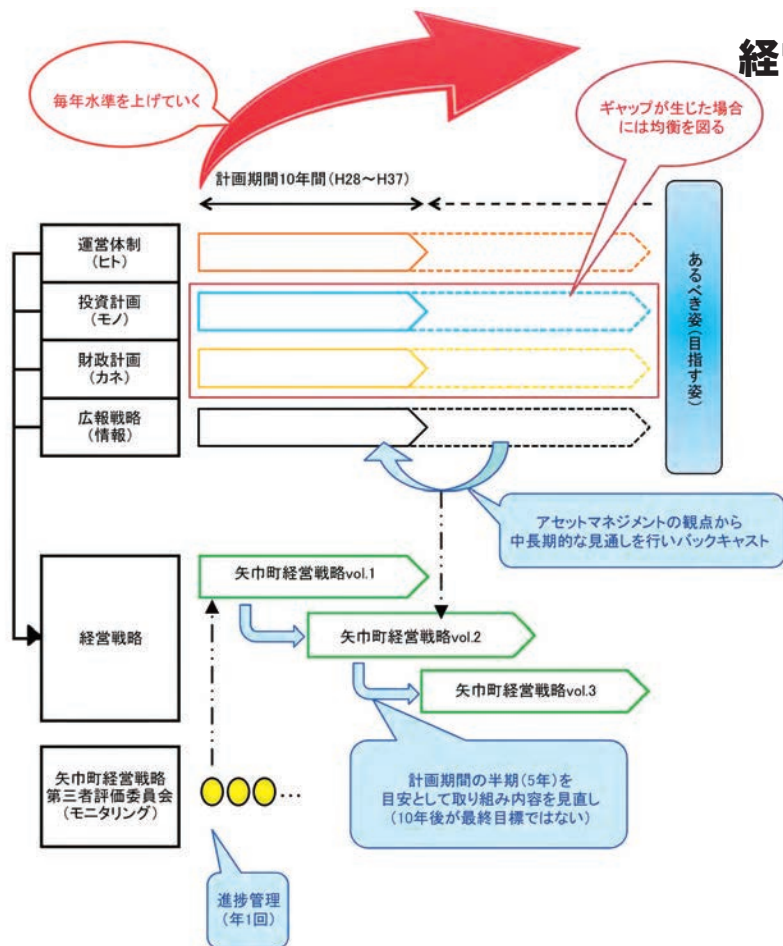 経
毎年水準を上げていく
ギャップが生じた場合
には均衡を図る
計画期間10年間(H28~H37)
運営体制
(ヒト)
投資計画
(モノ)
財政計画
(カネ)
広報戦略
(情報)
あるべき姿(目指す姿)
アセットマネジメントの観点から
中長期的な見通しを行いバックキャスト
経営戦略
矢巾町経営戦略vol.1
矢巾町経営戦略vol.2
矢巾町経営戦略vol.3
矢巾町経営戦略
第三者評価委員会
(モニタリング)
…
計画期間の半期(5年)を
目安として取り組み内容を見直し
(10年後が最終目標ではない)
進捗管理
(年1回)